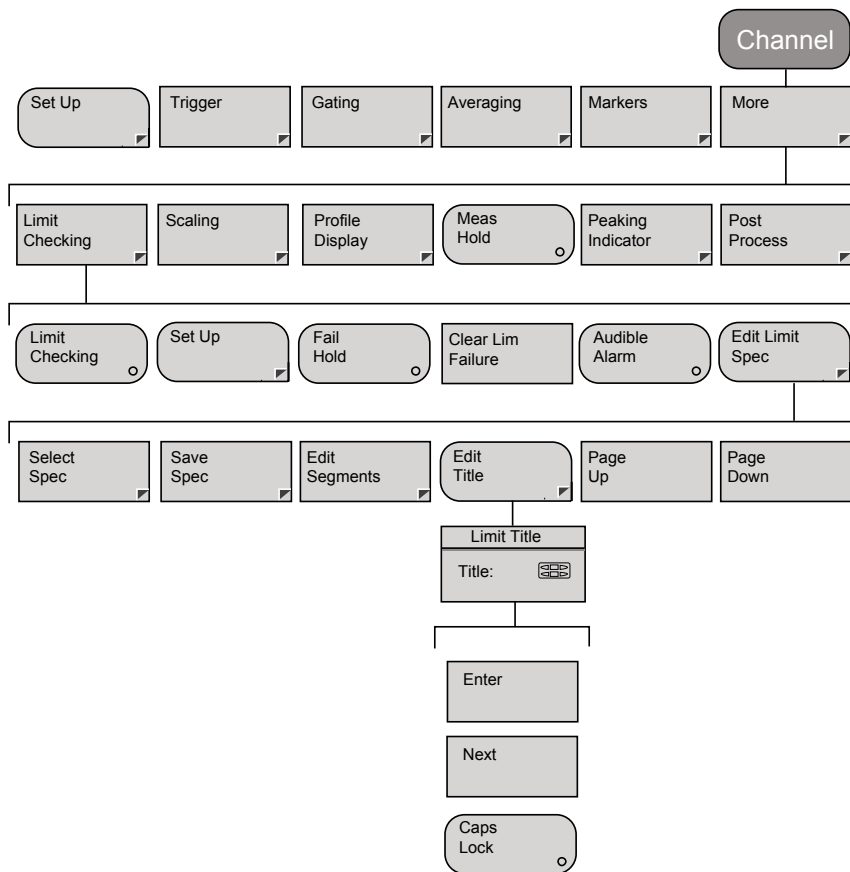 Channel
Set Up
Trigger
Gating
Averaging
Markers
More
Limit
Checking
Scaling
Profile
Display
Meas
Hold
Peaking
Indicator
Post
Process
Limit
Checking
Set Up
Fail
Hold
Clear Lim
Failure
Audible
Alarm
Edit Limit
Spec
Select
Spec
Save
Spec
Edit
Segments
Edit
Title
Page
Up
Page
Down
Limit Title
Title:
Enter
Next
Caps
Lock